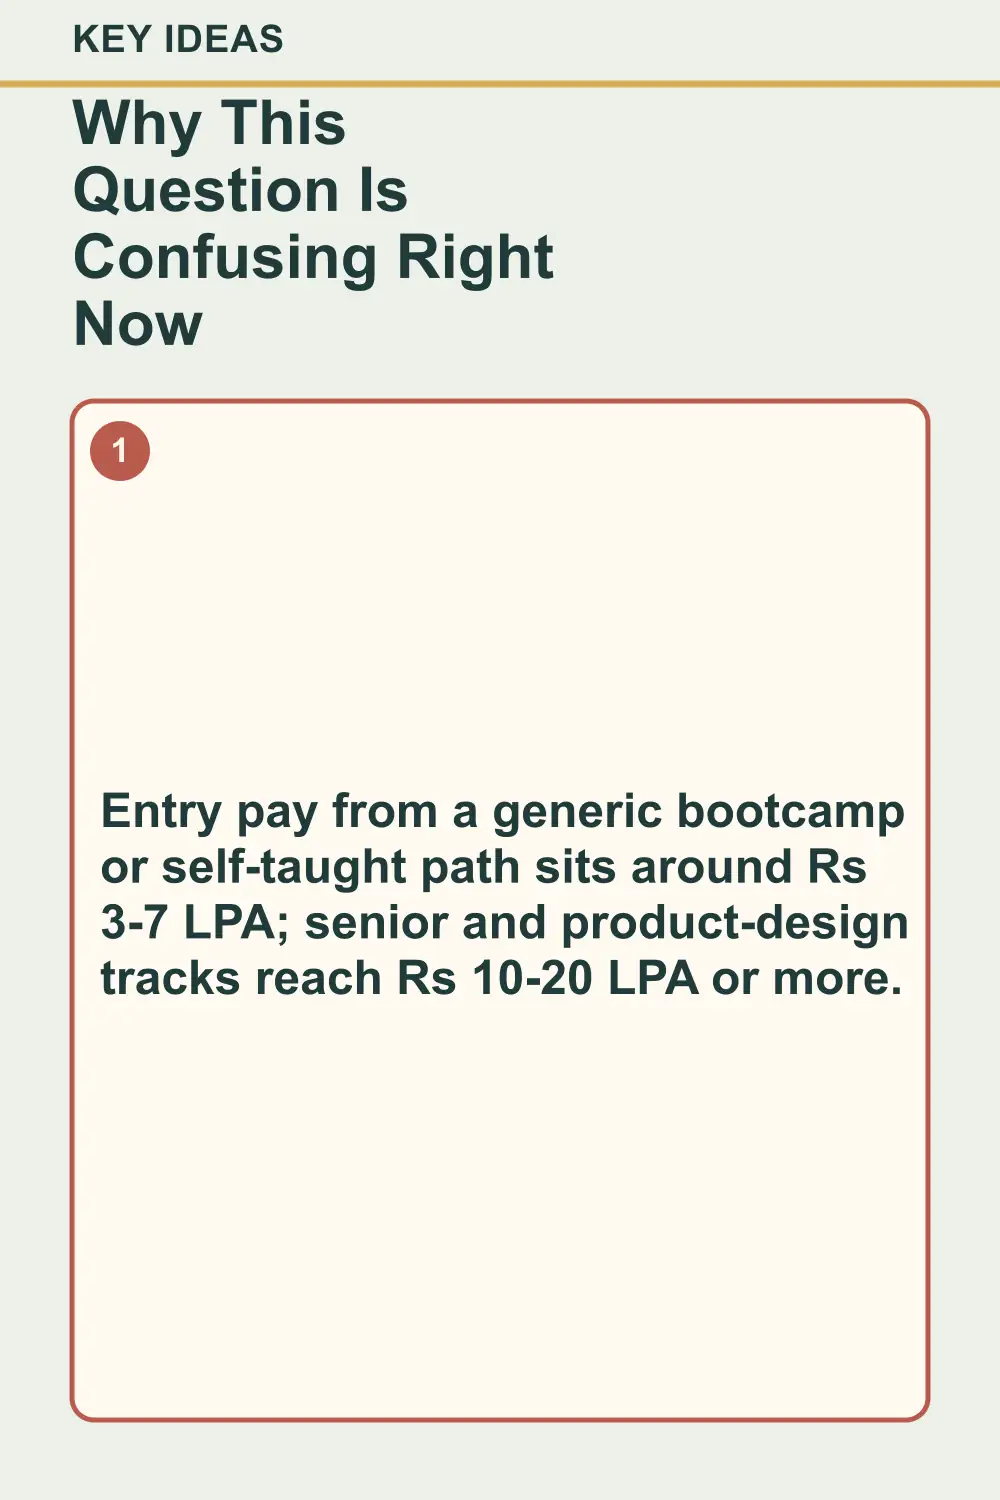 KEY IDEAS
Why This
Question Is
Confusing Right
Now
1
Entry pay from a generic bootcamp
or self-taught path sits around Rs
3-7 LPA; senior and product-design
tracks reach Rs 10-20 LPA or more.